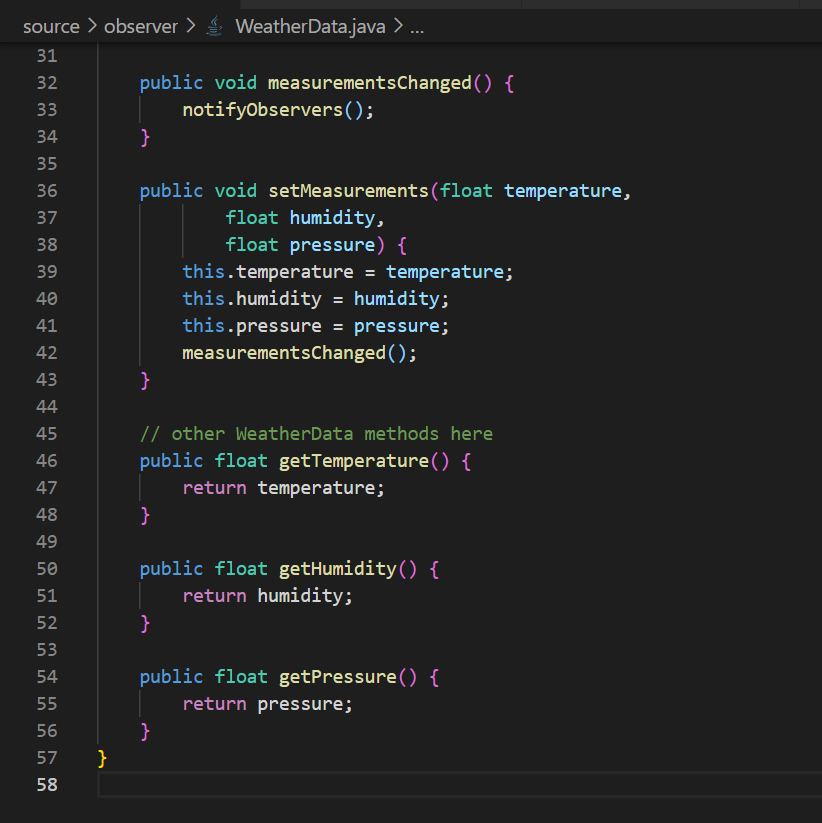 source > observer > WeatherData.java > ...
31
32 public void measurementsChanged() {
33 notifyObservers();
34 }
35
36 public void setMeasurements(float temperature,
37 float humidity,
38 float pressure) {
39 this.temperature = temperature;
40 this.humidity = humidity;
41 this.pressure = pressure;
42 measurementsChanged();
43 }
44
45 // other WeatherData methods here
46 public float getTemperature() {
47 return temperature;
48 }
49
50 public float getHumidity() {
51 return humidity;
52 }
53
54 public float getPressure() {
55 return pressure;
56 }
57 }
58